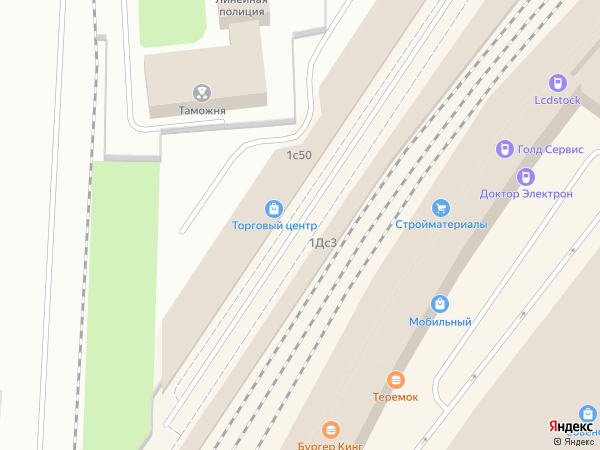 Линейная
полиция
Таможня
Lcdstock
1с50
Голд Сервис
Доктор Электрон
Торговый центр
Стройматериалы
1Дс3
Мобильный
Теремок
Бургер Кинг
Яндекс
© Яндекс